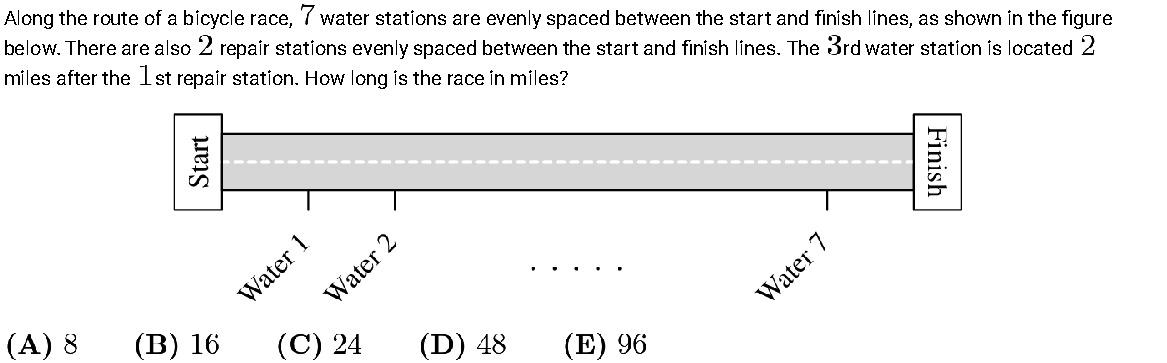 Along the route of a bicycle race, 7 water stations are evenly spaced between the start and finish lines, as shown in the figure
below. There are also 2 repair stations evenly spaced between the start and finish lines. The 3rd water station is located 2
miles after the 1st repair station. How long is the race in miles?
Start
Finish
Water 1
Water 2
. . . . .
Water 7
(A) 8 (B) 16 (C) 24 (D) 48 (E) 96